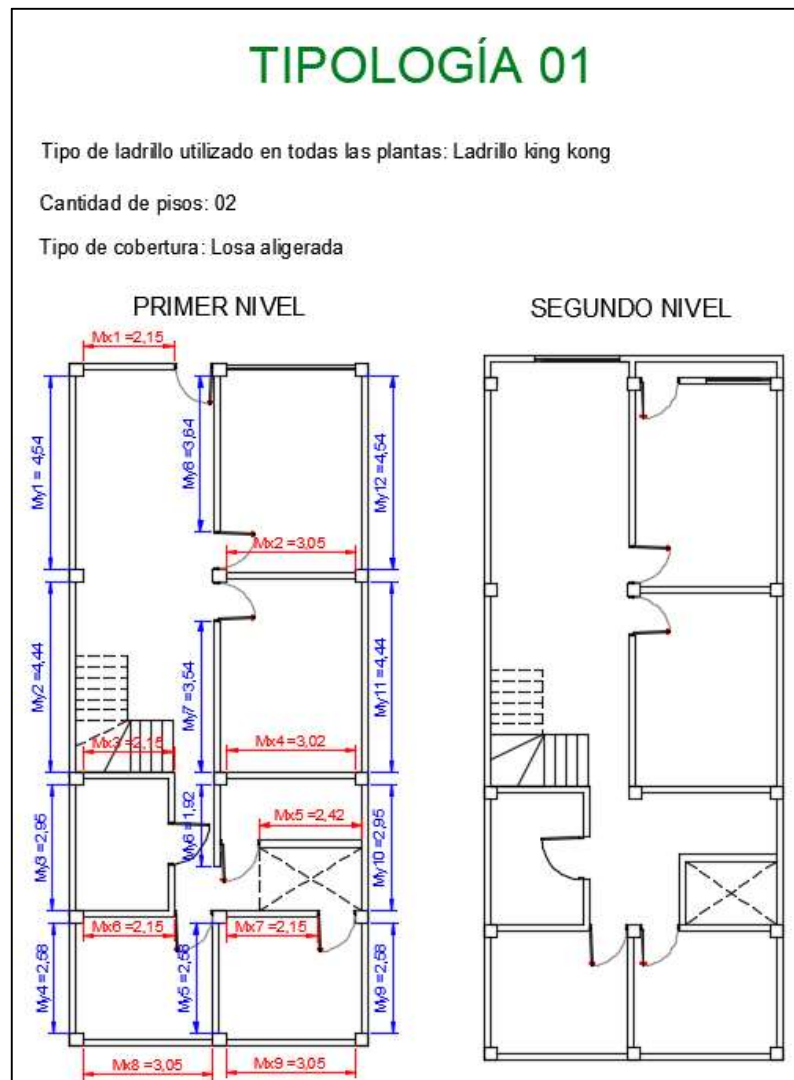 TIPOLOGÍA 01
Tipo de ladrillo utilizado en todas las plantas: Ladrillo king kong
Cantidad de pisos: 02
Tipo de cobertura: Losa aligerada
PRIMER NIVEL
SEGUNDO NIVEL
Mx1 =2,15
My1 = 4,54
My8 =3,64
My12 =4,54
Mx2 =3,05
My2 =4,44
My7 =3,54
My11 =4,44
Mx3 =2,15
Mx4 =3,02
My3 =2,95
My6 =1,92
Mx5 =2,42
My10 =2,95
Mx6 =2,15
Mx7 =2,15
My4 =2,58
My5 =2,58
My9 =2,58
Mx8 =3,05
Mx9 =3,05